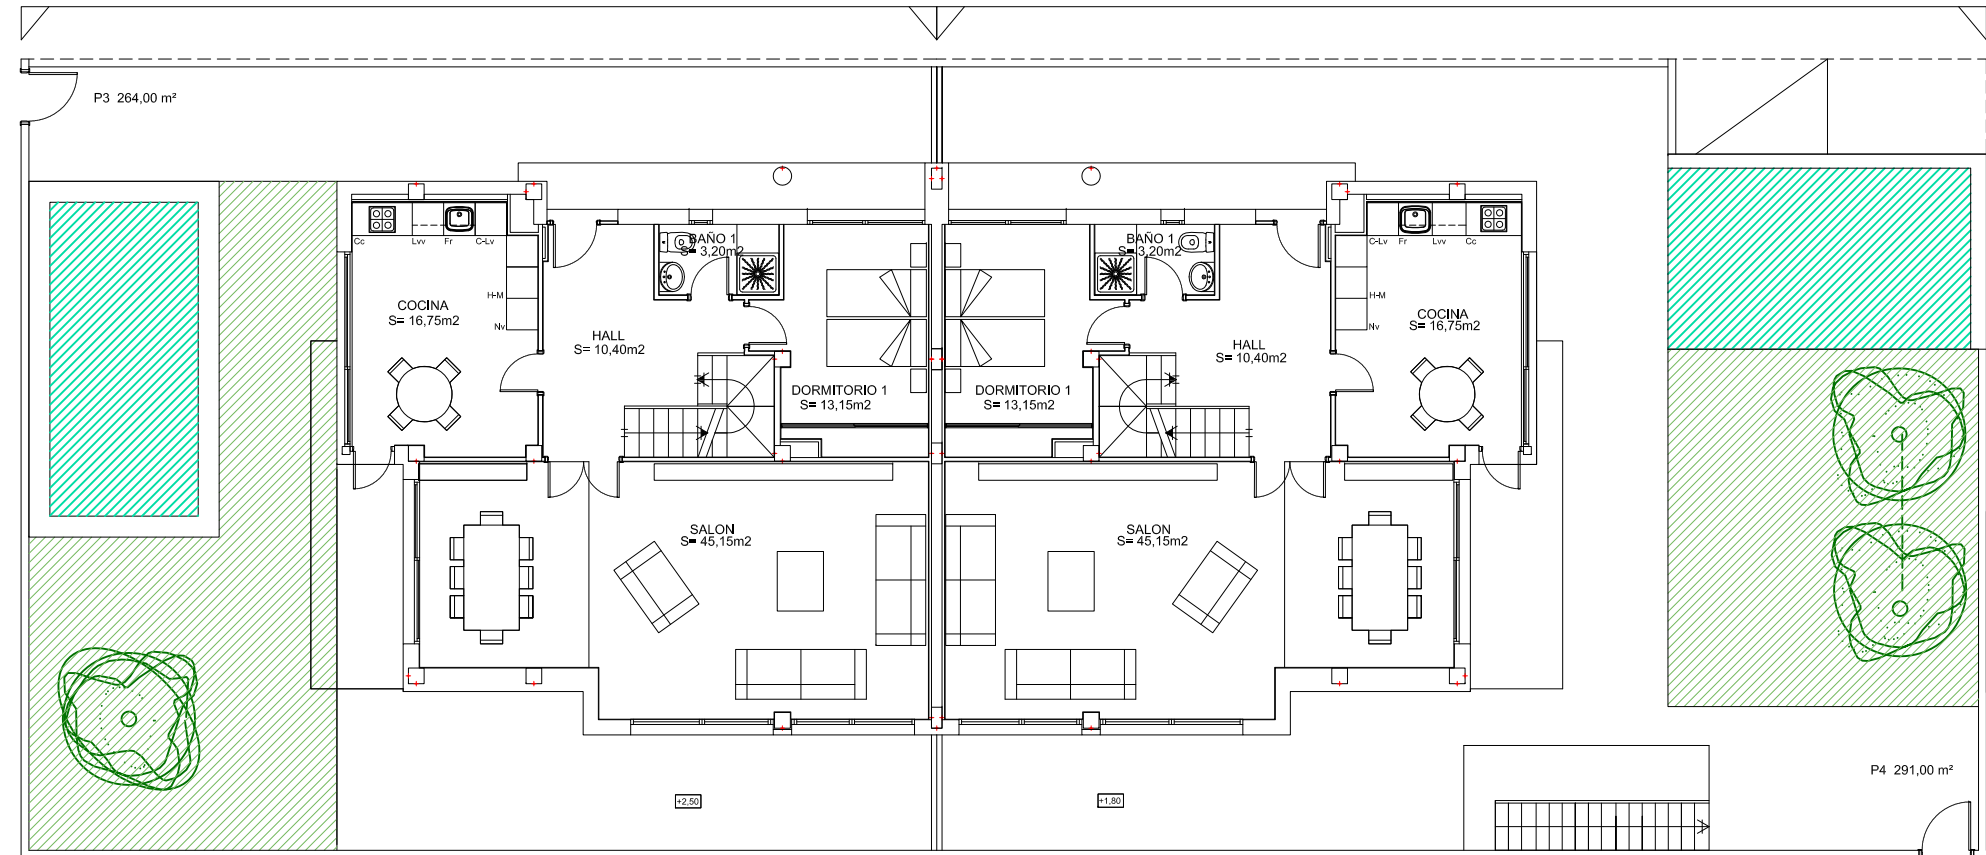 P3 264,00 m²
BAÑO 1
S= 3,20m2
BAÑO 1
S= 3,20m2
Cc
Lvv
Fr
C-Lv
C-Lv
Fr
Lvv
Cc
H-M
H-M
COCINA
S= 16,75m2
COCINA
S= 16,75m2
Nv
Nv
HALL
S= 10,40m2
HALL
S= 10,40m2
DORMITORIO 1
S= 13,15m2
DORMITORIO 1
S= 13,15m2
SALON
S= 45,15m2
SALON
S= 45,15m2
P4 291,00 m²
+2,50
+1,80